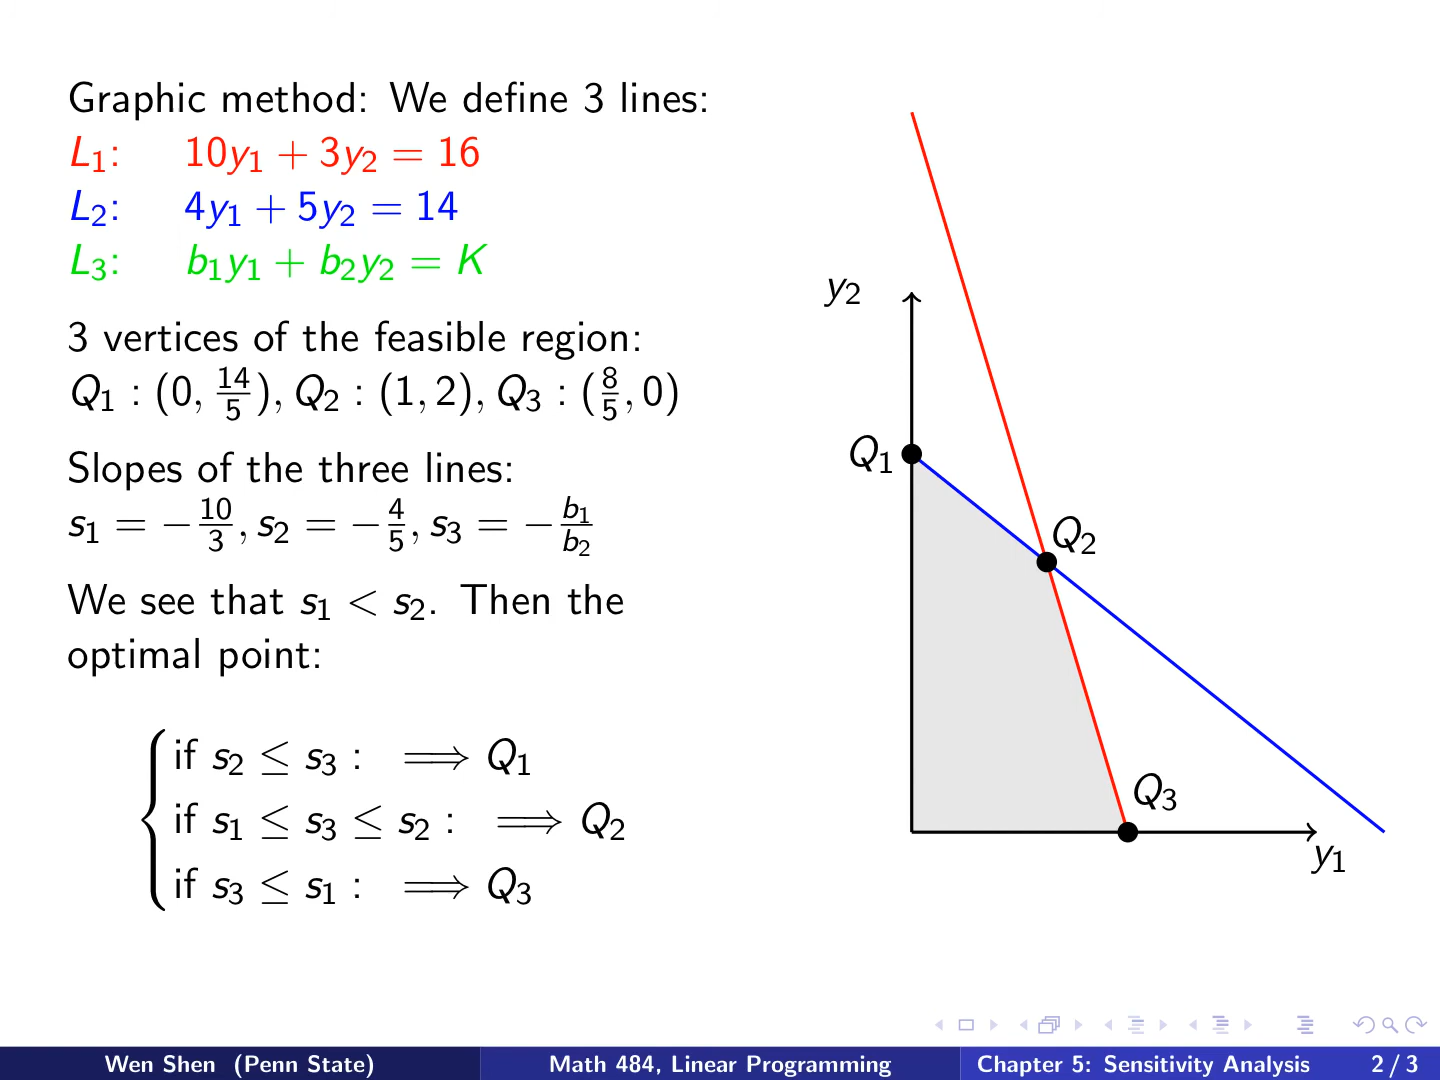 Graphic method: We define 3 lines:
L₁: 10y₁ + 3y₂ = 16
L₂: 4y₁ + 5y₂ = 14
L₃: b₁y₁ + b₂y₂ = K
3 vertices of the feasible region:
Q₁ : (0, 14/5), Q₂ : (1, 2), Q₃ : (8/5, 0)
Slopes of the three lines:
s₁ = −10/3, s₂ = −4/5, s₃ = −b₁/b₂
We see that s₁ < s₂. Then the
optimal point:
if s₂ ≤ s₃ : ⟹ Q₁
if s₁ ≤ s₃ ≤ s₂ : ⟹ Q₂
if s₃ ≤ s₁ : ⟹ Q₃
y₂
Q₁
Q₂
Q₃
y₁
Wen Shen (Penn State)
Math 484, Linear Programming
Chapter 5: Sensitivity Analysis
2 / 3